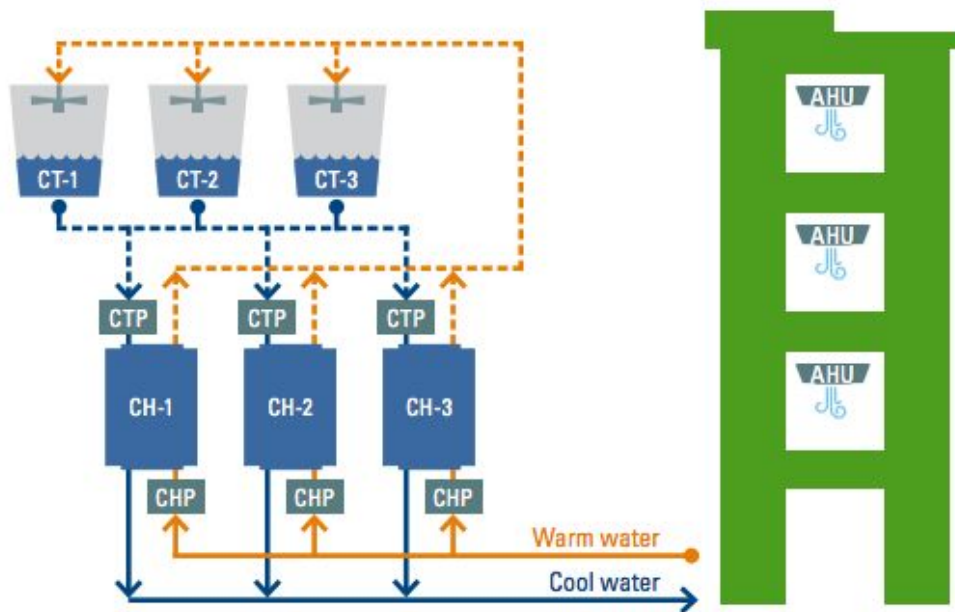 AHU
CT-1 CT-2 CT-3
AHU
CTP CTP CTP
AHU
CH-1 CH-2 CH-3
CHP CHP CHP
Warm water
Cool water